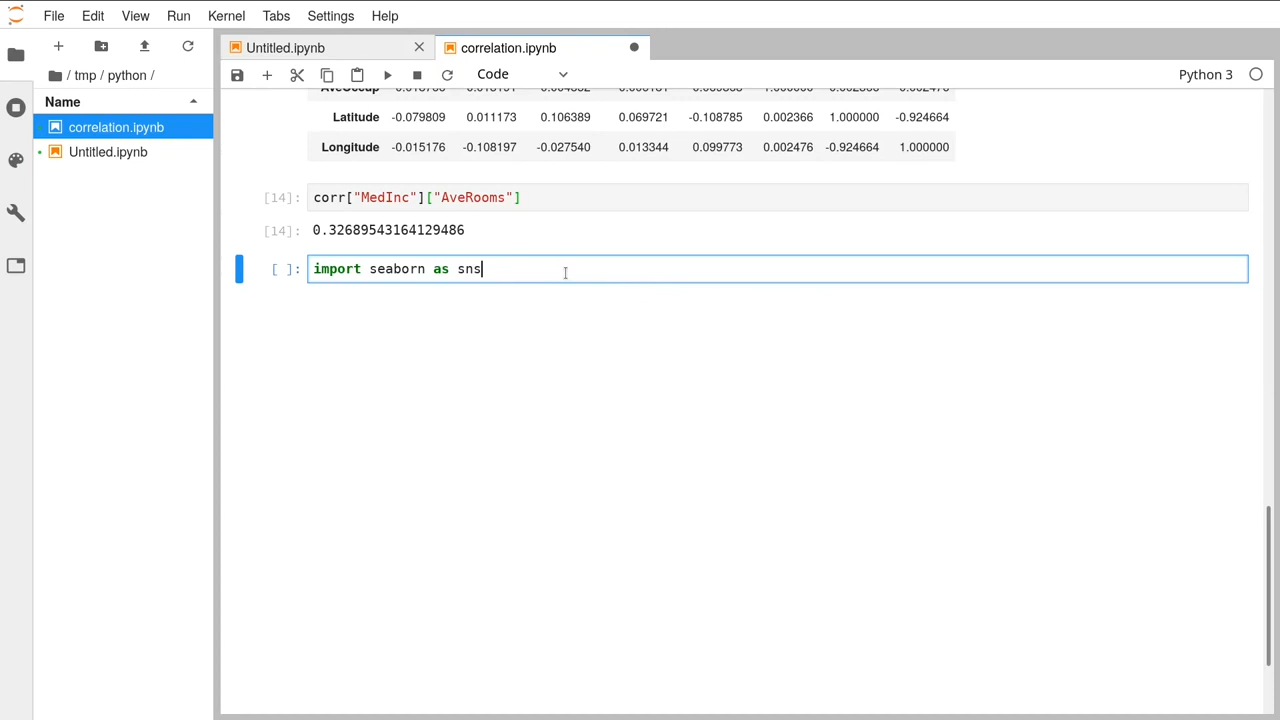 File Edit View Run Kernel Tabs Settings Help
Untitled.ipynb correlation.ipynb
Code Python 3
/ tmp / python /
Name
correlation.ipynb
Untitled.ipynb
Latitude -0.079809 0.011173 0.106389 0.069721 -0.108785 0.002366 1.000000 -0.924664
Longitude -0.015176 -0.108197 -0.027540 0.013344 0.099773 0.002476 -0.924664 1.000000
[14]: corr["MedInc"]["AveRooms"]
[14]: 0.32689543164129486
[ ]: import seaborn as sns